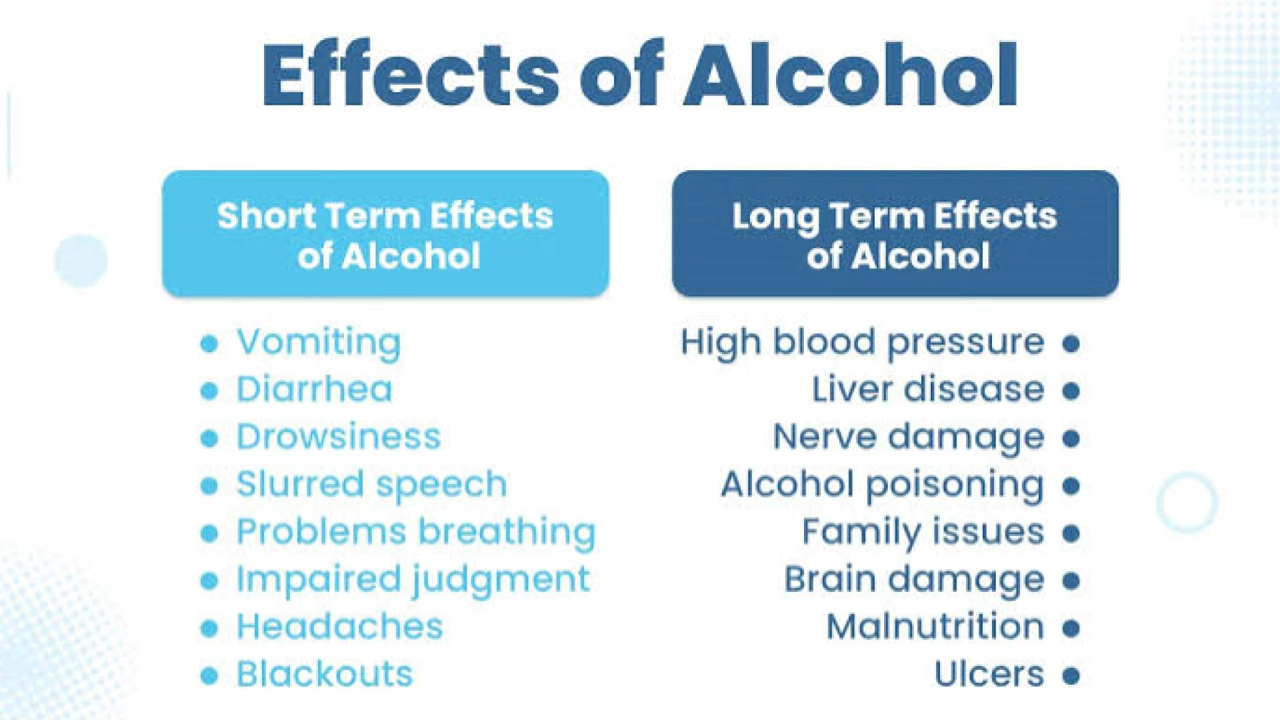 Effects of Alcohol
Short Term Effects
of Alcohol
Vomiting
Diarrhea
Drowsiness
Slurred speech
Problems breathing
Impaired judgment
Headaches
Blackouts
Long Term Effects
of Alcohol
High blood pressure
Liver disease
Nerve damage
Alcohol poisoning
Family issues
Brain damage
Malnutrition
Ulcers